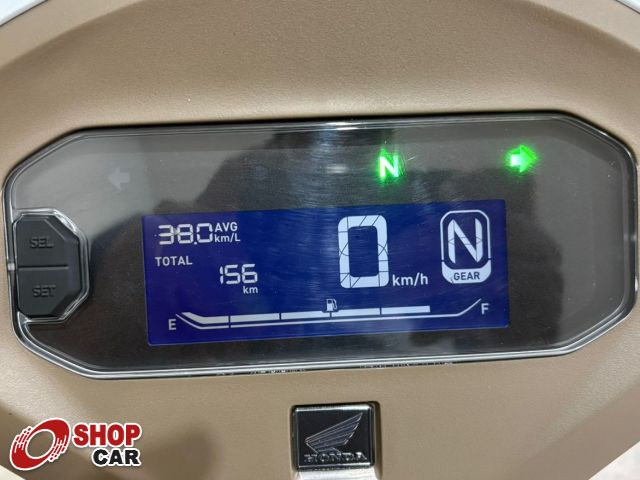 N
SEL
SET
38.0 AVG km/L
TOTAL
156 km
0 km/h
N
GEAR
E F
HONDA
SHOP
CAR